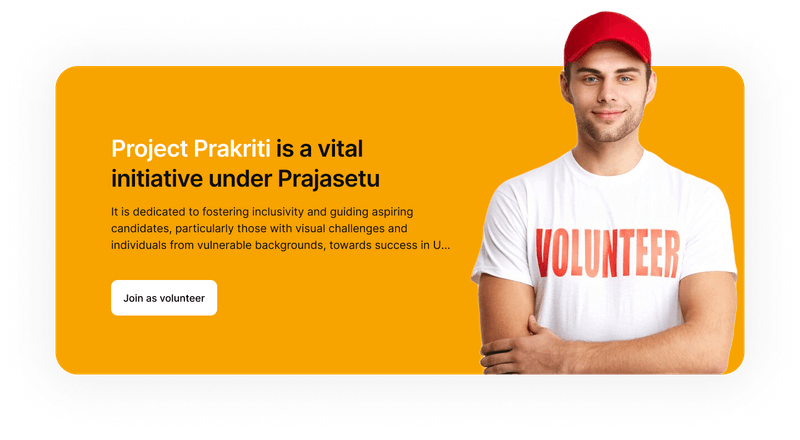 Project Prakriti is a vital
initiative under Prajasetu
It is dedicated to fostering inclusivity and guiding aspiring
candidates, particularly those with visual challenges and
individuals from vulnerable backgrounds, towards success in U...
Join as volunteer
VOLUNTEER